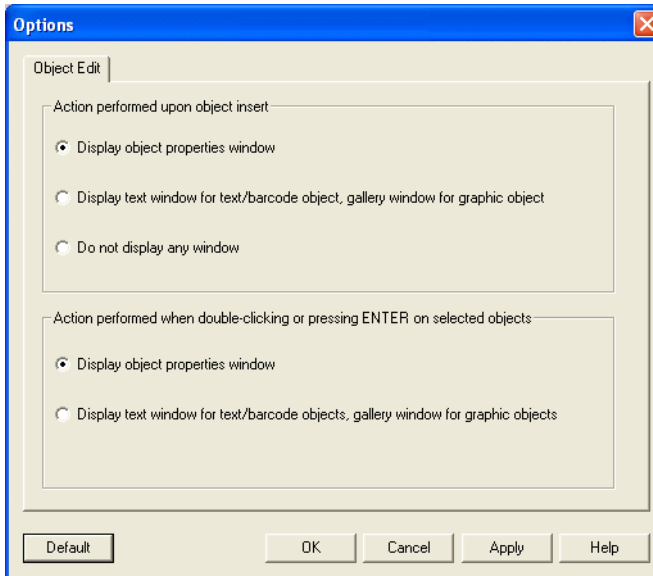 Options
Object Edit
Action performed upon object insert
Display object properties window
Display text window for text/barcode object, gallery window for graphic object
Do not display any window
Action performed when double-clicking or pressing ENTER on selected objects
Display object properties window
Display text window for text/barcode objects, gallery window for graphic objects
Default OK Cancel Apply Help